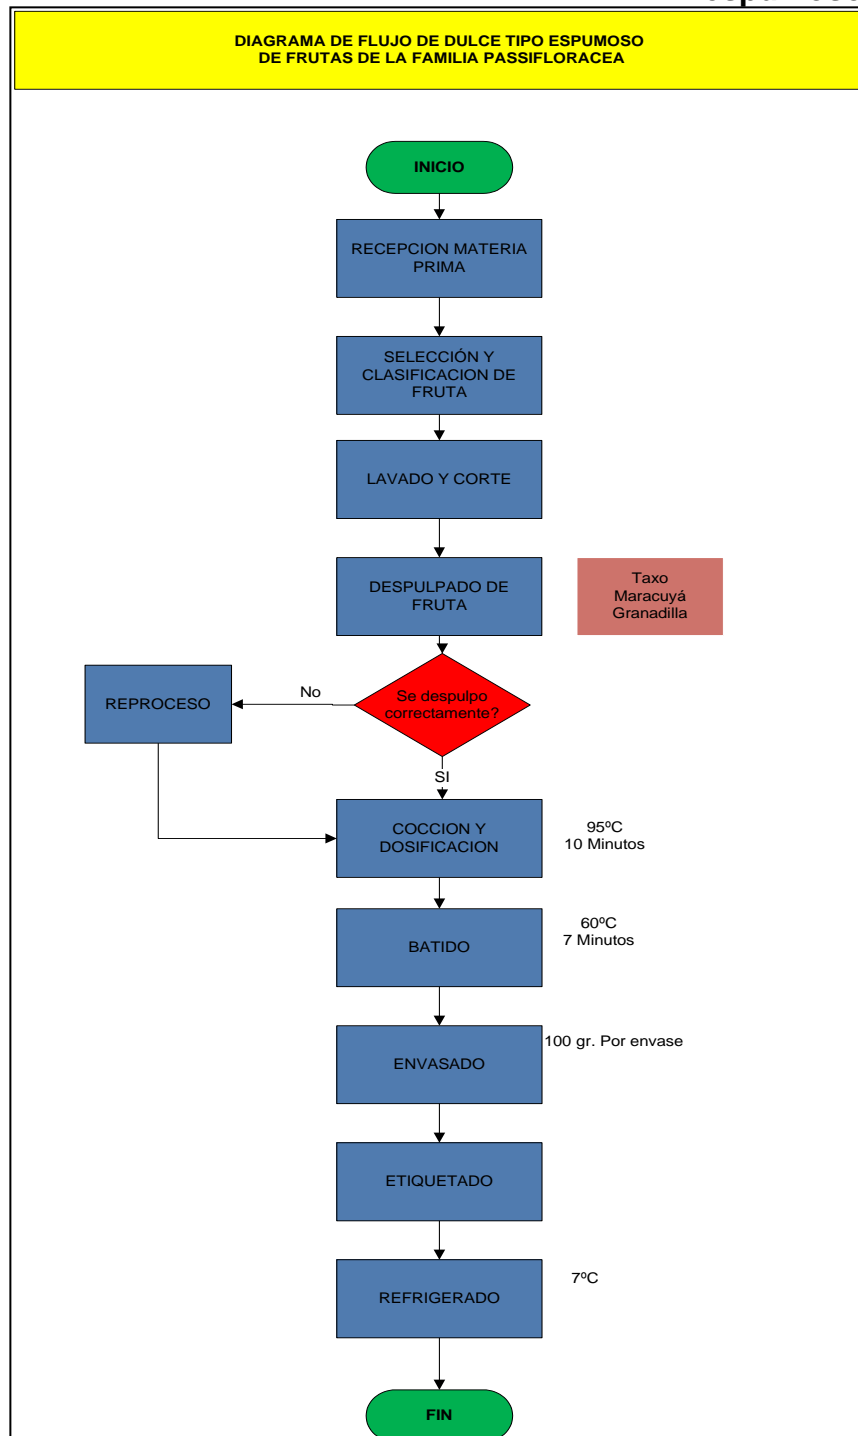 DIAGRAMA DE FLUJO DE DULCE TIPO ESPUMOSO
DE FRUTAS DE LA FAMILIA PASSIFLORACEA
INICIO
RECEPCION MATERIA
PRIMA
SELECCIÓN Y
CLASIFICACION DE
FRUTA
LAVADO Y CORTE
DESPULPADO DE
FRUTA
Taxo
Maracuyá
Granadilla
Se despulpo
correctamente?
No
REPROCESO
SI
COCCION Y
DOSIFICACION
95ºC
10 Minutos
BATIDO
60ºC
7 Minutos
ENVASADO
100 gr. Por envase
ETIQUETADO
REFRIGERADO
7ºC
FIN